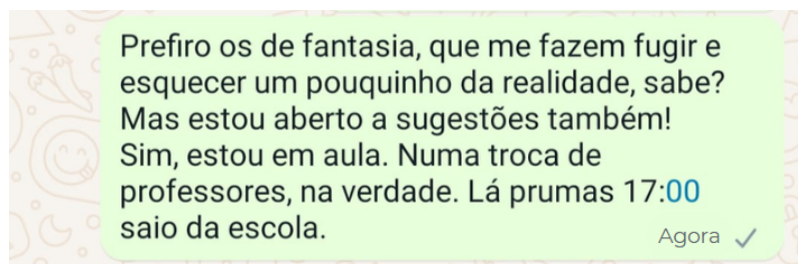 Prefiro os de fantasia, que me fazem fugir e
esquecer um pouquinho da realidade, sabe?
Mas estou aberto a sugestões também!
Sim, estou em aula. Numa troca de
professores, na verdade. Lá prumas 17:00
saio da escola.
Agora